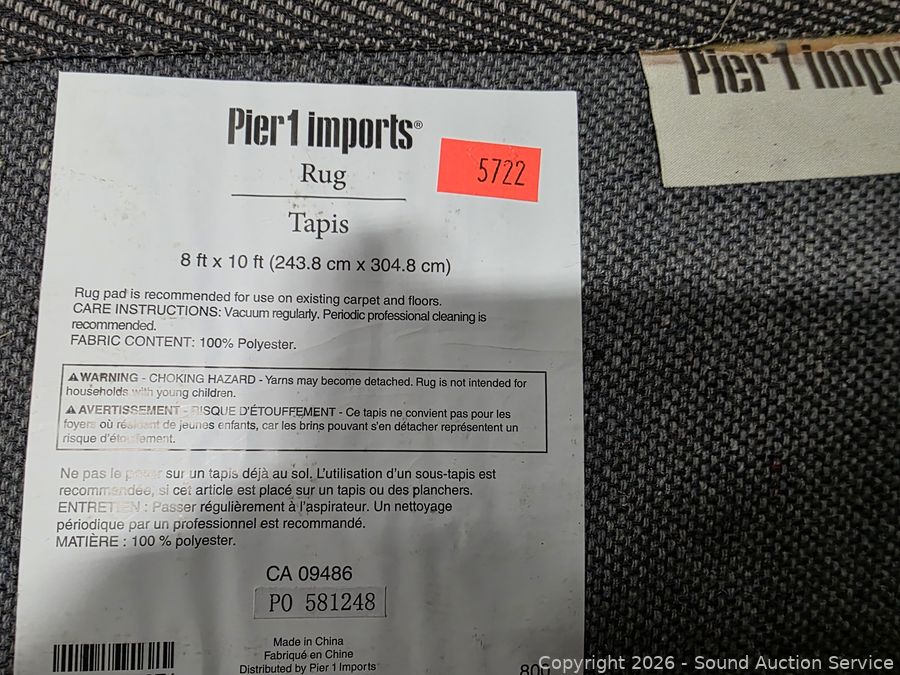 Pier 1 imports®
Pier 1 impo
5722
Rug
Tapis
8 ft x 10 ft (243.8 cm x 304.8 cm)
Rug pad is recommended for use on existing carpet and floors.
CARE INSTRUCTIONS: Vacuum regularly. Periodic professional cleaning is
recommended.
FABRIC CONTENT: 100% Polyester.
⚠WARNING - CHOKING HAZARD - Yarns may become detached. Rug is not intended for
households with young children.
⚠AVERTISSEMENT - RISQUE D'ÉTOUFFEMENT - Ce tapis ne convient pas pour les
foyers où résidant de jeunes enfants, car les brins pouvant s'en détacher représentent un
risque d'étouffement.
Ne pas le poser sur un tapis déjà au sol. L'utilisation d'un sous-tapis est
recommandée, si cet article est placé sur un tapis ou des planchers.
ENTRETIEN : Passer régulièrement à l'aspirateur. Un nettoyage
périodique par un professionnel est recommandé.
MATIÈRE : 100 % polyester.
CA 09486
PO 581248
Made in China
Fabriqué en Chine
Distributed by Pier 1 Imports
800
Copyright 2026 - Sound Auction Service